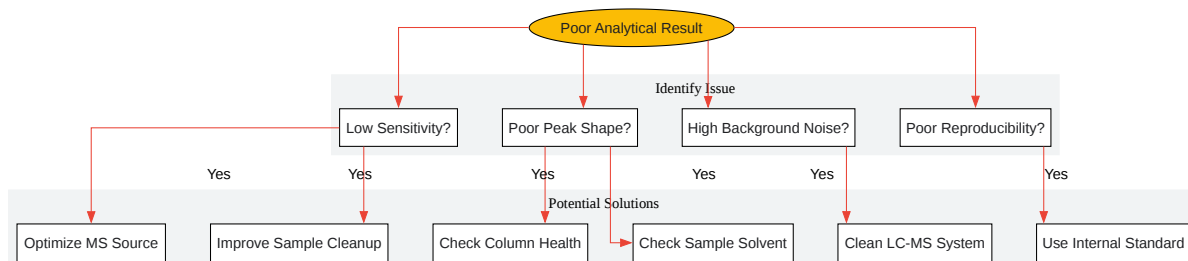 Poor Analytical Result
Identify Issue
Low Sensitivity?
Poor Peak Shape?
High Background Noise?
Poor Reproducibility?
Yes
Yes
Yes
Yes
Yes
Yes
Potential Solutions
Optimize MS Source
Improve Sample Cleanup
Check Column Health
Check Sample Solvent
Clean LC-MS System
Use Internal Standard